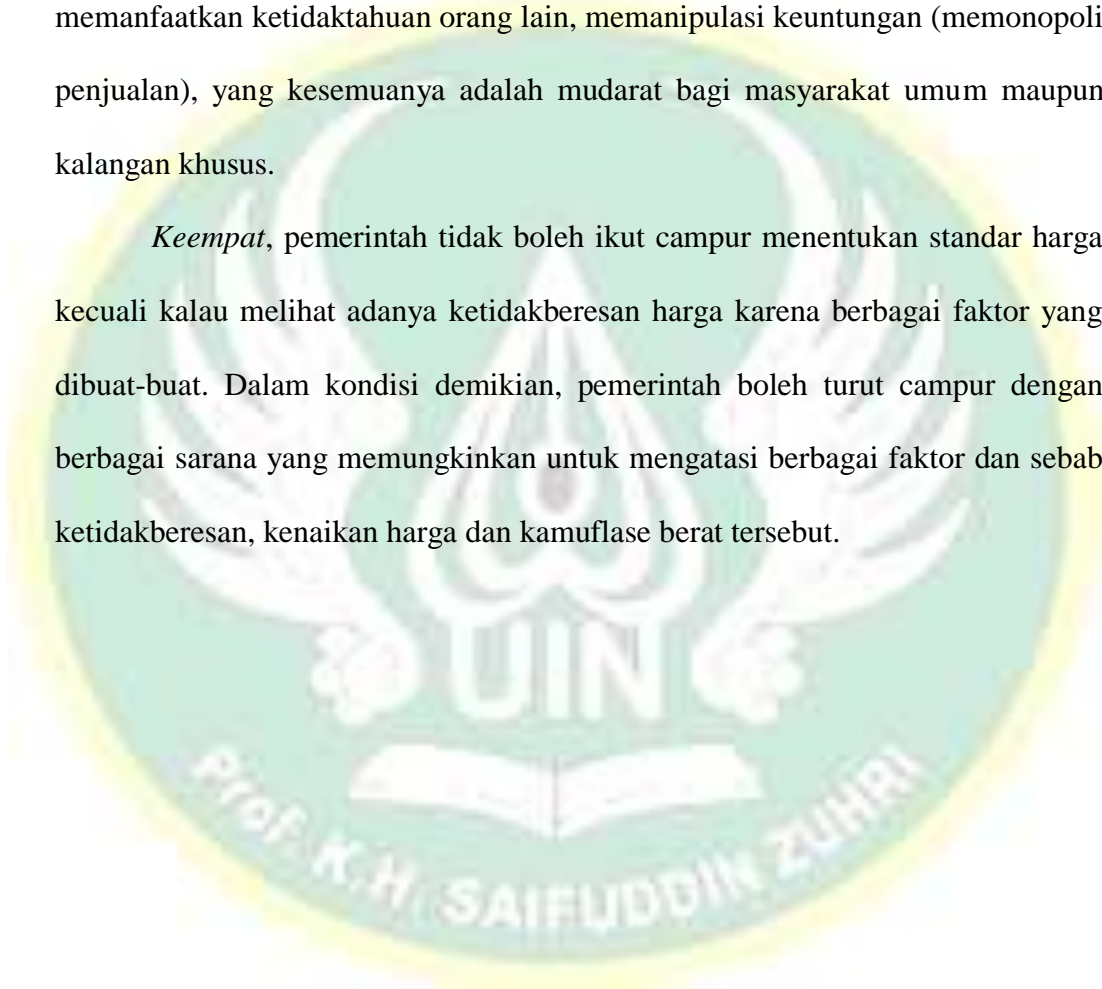 memanfaatkan ketidaktahuan orang lain, memanipulasi keuntungan (memonopoli
penjualan), yang kesemuanya adalah mudarat bagi masyarakat umum maupun
kalangan khusus.
Keempat, pemerintah tidak boleh ikut campur menentukan standar harga
kecuali kalau melihat adanya ketidakberesan harga karena berbagai faktor yang
dibuat-buat. Dalam kondisi demikian, pemerintah boleh turut campur dengan
berbagai sarana yang memungkinkan untuk mengatasi berbagai faktor dan sebab
ketidakberesan, kenaikan harga dan kamuflase berat tersebut.
UIN
Prof. K.H. SAIFUDDIN ZUHRI